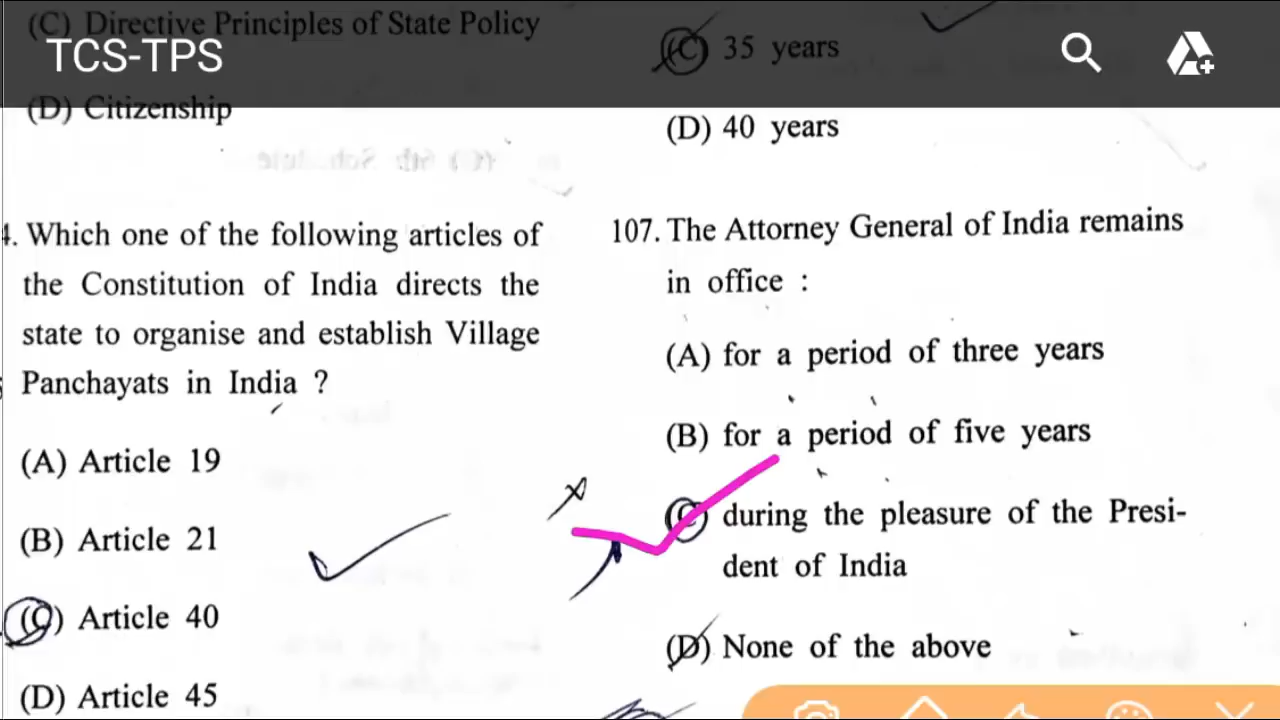 (C) Directive Principles of State Policy
TCS-TPS
(D) Citizenship
4. Which one of the following articles of
the Constitution of India directs the
state to organise and establish Village
Panchayats in India ?
(A) Article 19
(B) Article 21
(C) Article 40
(D) Article 45
(C) 35 years
(D) 40 years
107. The Attorney General of India remains
in office :
(A) for a period of three years
(B) for a period of five years
(C) during the pleasure of the Presi-
dent of India
(D) None of the above